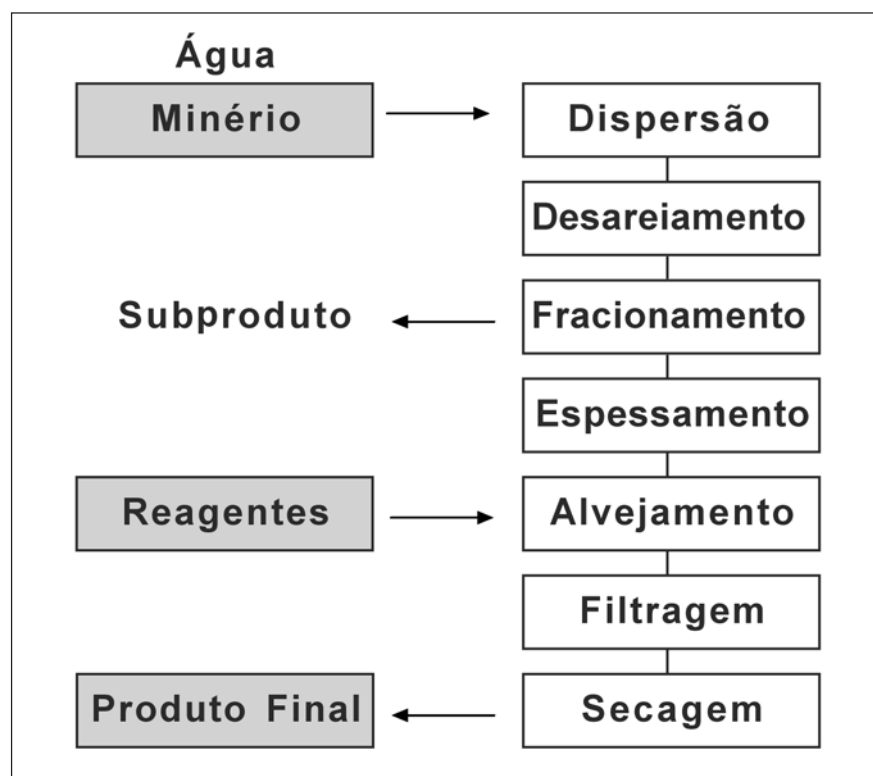 Água
Minério
Dispersão
Desareiamento
Subproduto
Fracionamento
Espessamento
Reagentes
Alvejamento
Filtragem
Produto Final
Secagem